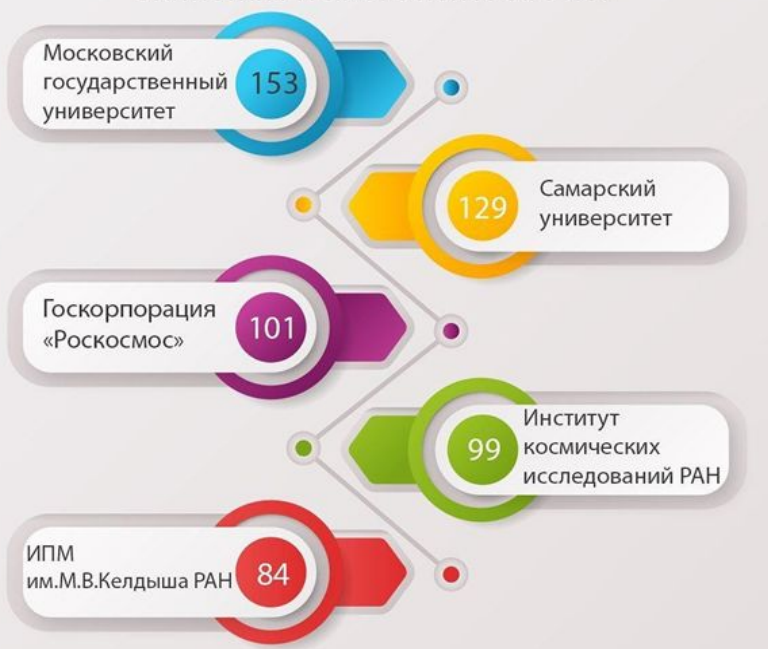 Московский
государственный
университет
153
129
Самарский
университет
Госкорпорация
«Роскосмос»
101
99
Институт
космических
исследований РАН
ИПМ
им.М.В.Келдыша РАН
84